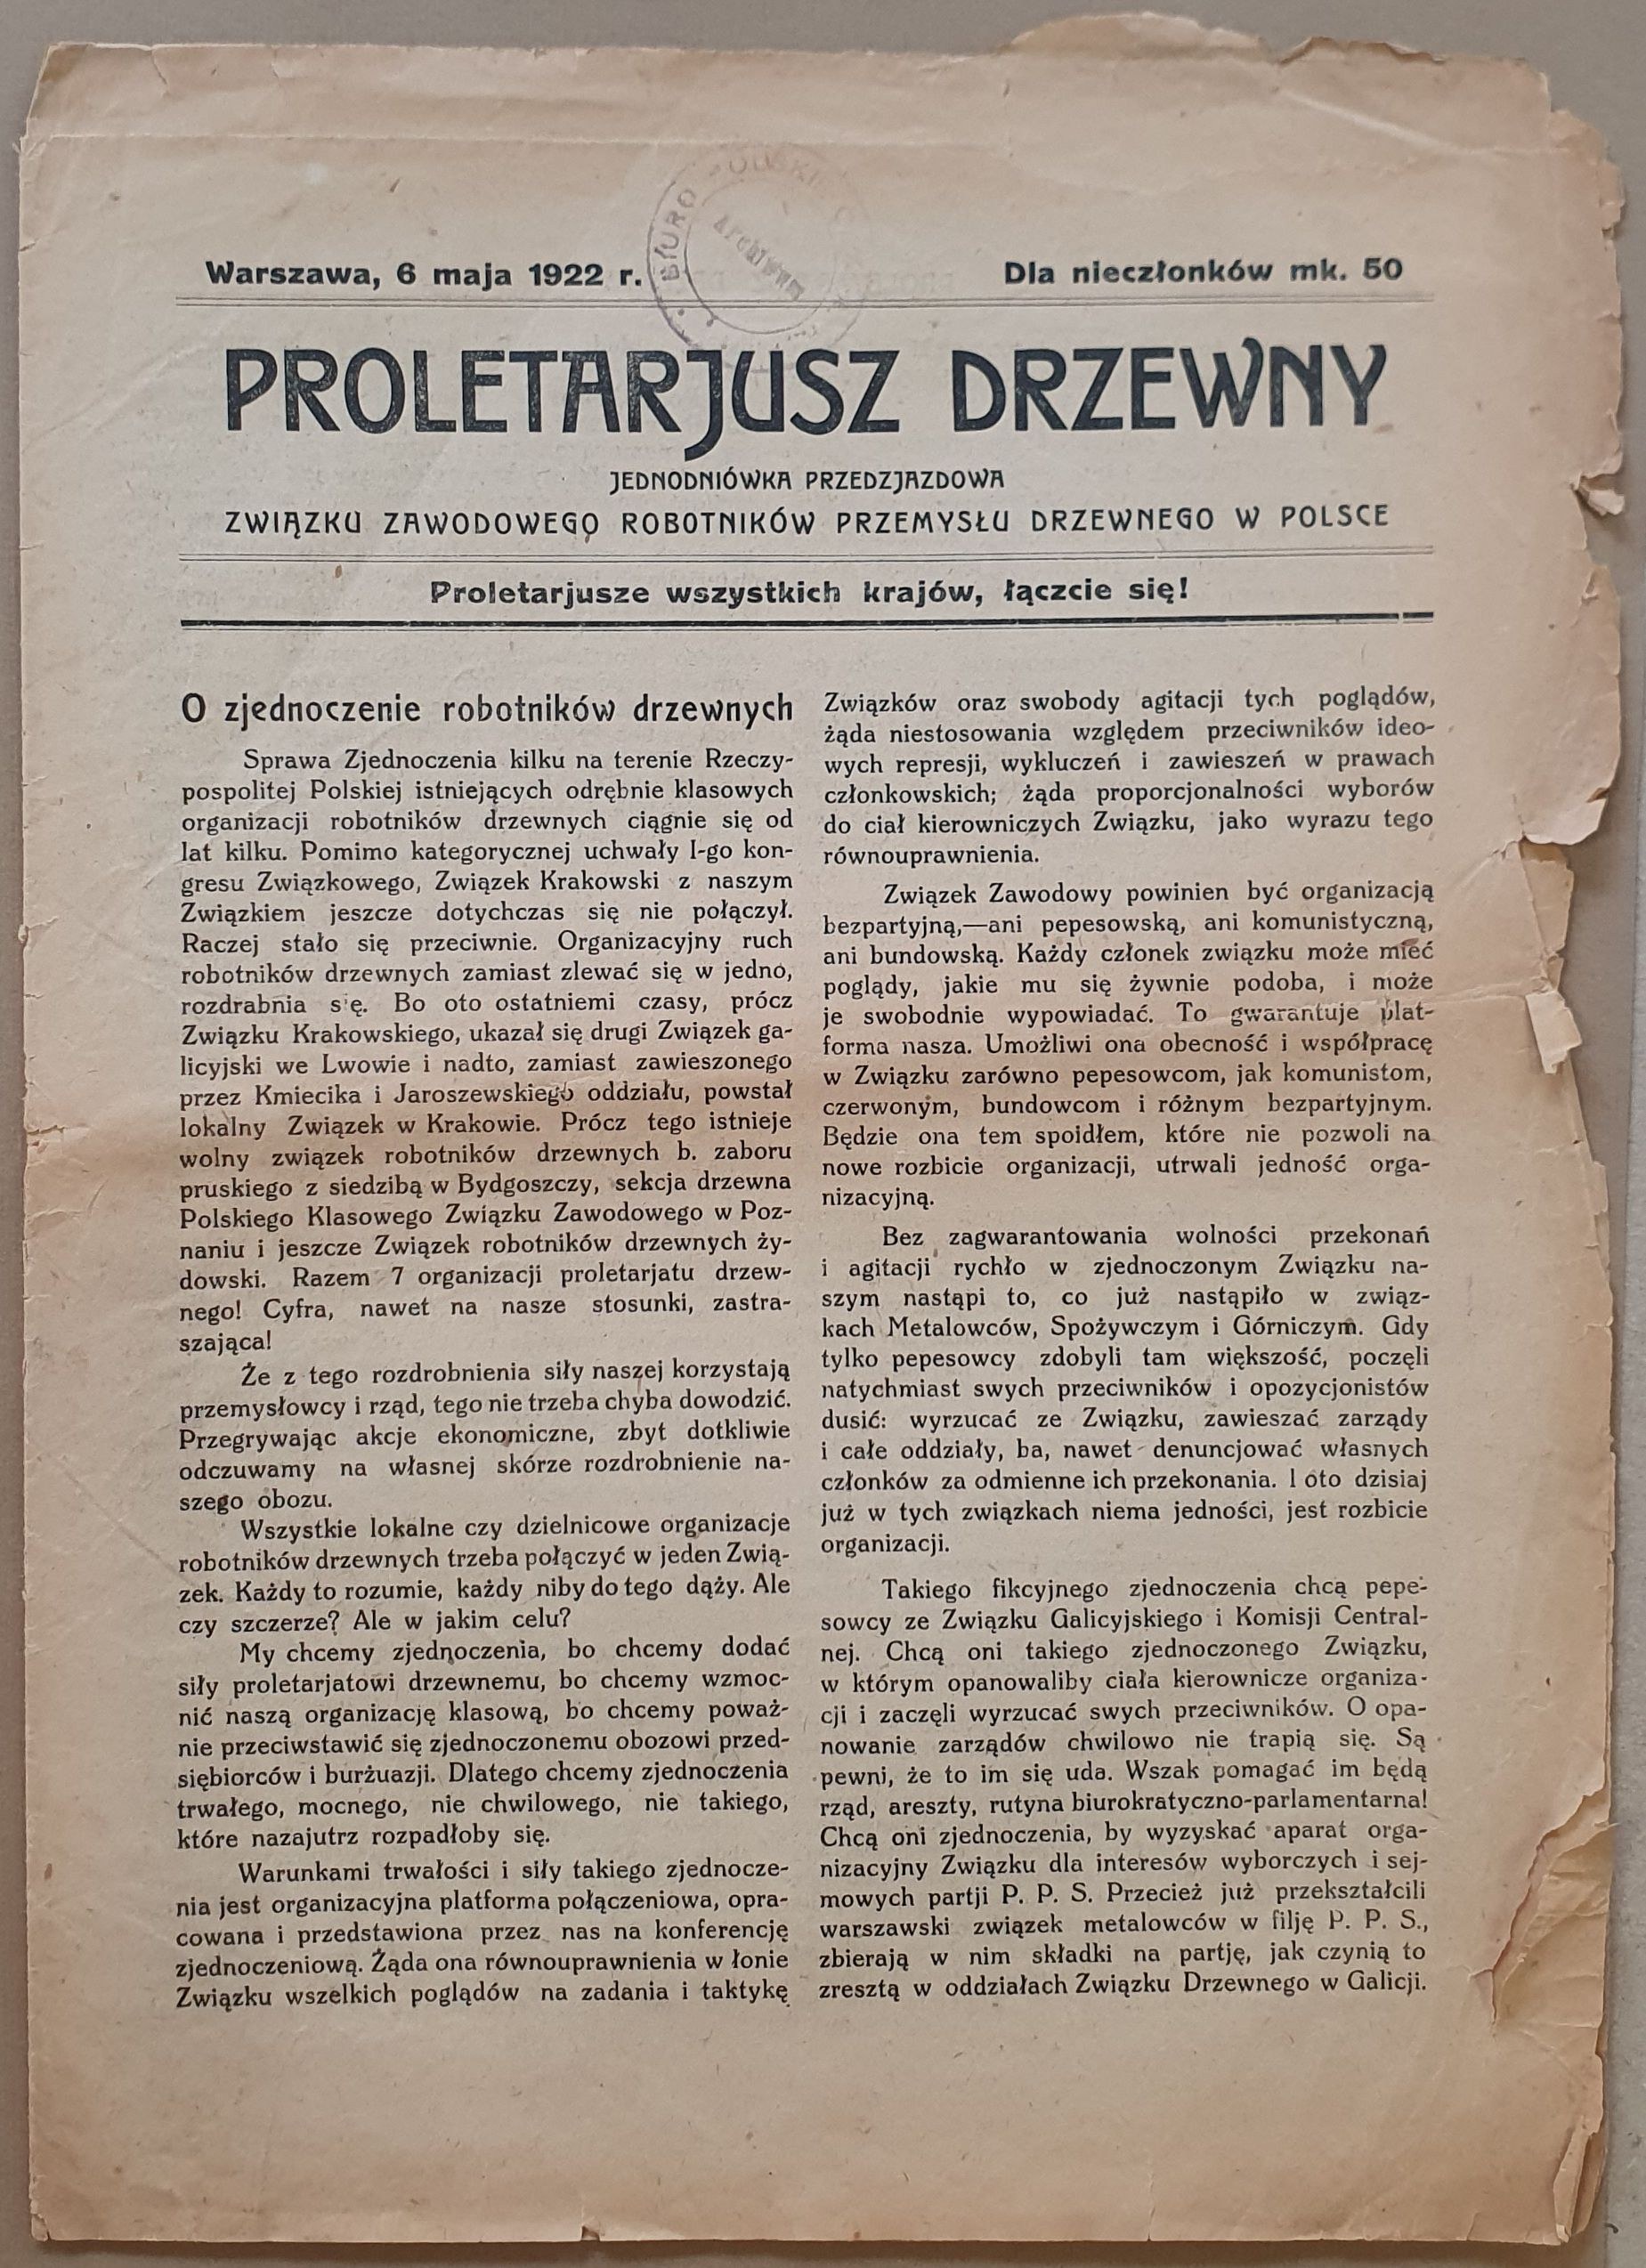 BIURO POLSKI
Archiwum
Warszawa, 6 maja 1922 r.
Dla nieczłonków mk. 50
PROLETARJUSZ DRZEWNY
JEDNODNIÓWKA PRZEDZJAZDOWA
ZWIĄZKU ZAWODOWEGO ROBOTNIKÓW PRZEMYSŁU DRZEWNEGO W POLSCE
Proletarjusze wszystkich krajów, łączcie się!
O zjednoczenie robotników drzewnych
Sprawa Zjednoczenia kilku na terenie Rzeczy-
pospolitej Polskiej istniejących odrębnie klasowych
organizacji robotników drzewnych ciągnie się od
lat kilku. Pomimo kategorycznej uchwały I-go kon-
gresu Związkowego, Związek Krakowski z naszym
Związkiem jeszcze dotychczas się nie połączył.
Raczej stało się przeciwnie. Organizacyjny ruch
robotników drzewnych zamiast zlewać się w jedno,
rozdrabnia się. Bo oto ostatniemi czasy, prócz
Związku Krakowskiego, ukazał się drugi Związek ga-
licyjski we Lwowie i nadto, zamiast zawieszonego
przez Kmiecika i Jaroszewskiego oddziału, powstał
lokalny Związek w Krakowie. Prócz tego istnieje
wolny związek robotników drzewnych b. zaboru
pruskiego z siedzibą w Bydgoszczy, sekcja drzewna
Polskiego Klasowego Związku Zawodowego w Poz-
naniu i jeszcze Związek robotników drzewnych ży-
dowski. Razem 7 organizacji proletarjatu drzew-
nego! Cyfra, nawet na nasze stosunki, zastra-
szająca!
Że z tego rozdrobnienia siły naszej korzystają
przemysłowcy i rząd, tego nie trzeba chyba dowodzić.
Przegrywając akcje ekonomiczne, zbyt dotkliwie
odczuwamy na własnej skórze rozdrobnienie na-
szego obozu.
Wszystkie lokalne czy dzielnicowe organizacje
robotników drzewnych trzeba połączyć w jeden Zwią-
zek. Każdy to rozumie, każdy niby do tego dąży. Ale
czy szczerze? Ale w jakim celu?
My chcemy zjednoczenia, bo chcemy dodać
siły proletarjatowi drzewnemu, bo chcemy wzmoc-
nić naszą organizację klasową, bo chcemy poważ-
nie przeciwstawić się zjednoczonemu obozowi przed-
siębiorców i burżuazji. Dlatego chcemy zjednoczenia
trwałego, mocnego, nie chwilowego, nie takiego,
które nazajutrz rozpadłoby się.
Warunkami trwałości i siły takiego zjednocze-
nia jest organizacyjna platforma połączeniowa, opra-
cowana i przedstawiona przez nas na konferencję
zjednoczeniową. Żąda ona równouprawnienia w łonie
Związku wszelkich poglądów na zadania i taktykę
Związków oraz swobody agitacji tych poglądów,
żąda niestosowania względem przeciwników ideo-
wych represji, wykluczeń i zawieszeń w prawach
członkowskich; żąda proporcjonalności wyborów
do ciał kierowniczych Związku, jako wyrazu tego
równouprawnienia.
Związek Zawodowy powinien być organizacją
bezpartyjną,—ani pepesowską, ani komunistyczną,
ani bundowską. Każdy członek związku może mieć
poglądy, jakie mu się żywnie podoba, i może
je swobodnie wypowiadać. To gwarantuje plat-
forma nasza. Umożliwi ona obecność i współpracę
w Związku zarówno pepesowcom, jak komunistom,
czerwonym, bundowcom i różnym bezpartyjnym.
Będzie ona tem spoidłem, które nie pozwoli na
nowe rozbicie organizacji, utrwali jedność orga-
nizacyjną.
Bez zagwarantowania wolności przekonań
i agitacji rychło w zjednoczonym Związku na-
szym nastąpi to, co już nastąpiło w związ-
kach Metalowców, Spożywczym i Górniczym. Gdy
tylko pepesowcy zdobyli tam większość, poczęli
natychmiast swych przeciwników i opozycjonistów
dusić: wyrzucać ze Związku, zawieszać zarządy
i całe oddziały, ba, nawet denuncjować własnych
członków za odmienne ich przekonania. I oto dzisiaj
już w tych związkach niema jedności, jest rozbicie
organizacji.
Takiego fikcyjnego zjednoczenia chcą pepe-
sowcy ze Związku Galicyjskiego i Komisji Central-
nej. Chcą oni takiego zjednoczonego Związku,
w którym opanowaliby ciała kierownicze organiza-
cji i zaczęli wyrzucać swych przeciwników. O opa-
nowanie zarządów chwilowo nie trapią się. Są
pewni, że to im się uda. Wszak pomagać im będą
rząd, areszty, rutyna biurokratyczno-parlamentarna!
Chcą oni zjednoczenia, by wyzyskać aparat orga-
nizacyjny Związku dla interesów wyborczych i sej-
mowych partji P. P. S. Przecież już przekształcili
warszawski związek metalowców w filję P. P. S.,
zbierają w nim składki na partję, jak czynią to
zresztą w oddziałach Związku Drzewnego w Galicji.